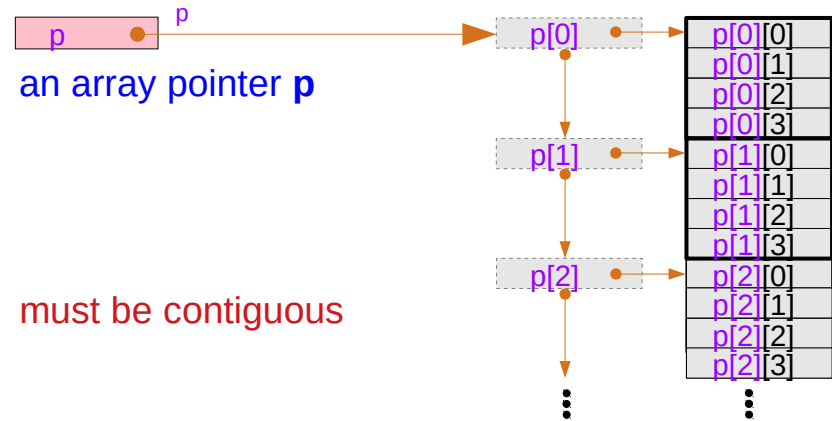 p
p
an array pointer p
must be contiguous
p[0]
p[1]
p[2]
p[0][0]
p[0][1]
p[0][2]
p[0][3]
p[1][0]
p[1][1]
p[1][2]
p[1][3]
p[2][0]
p[2][1]
p[2][2]
p[2][3]